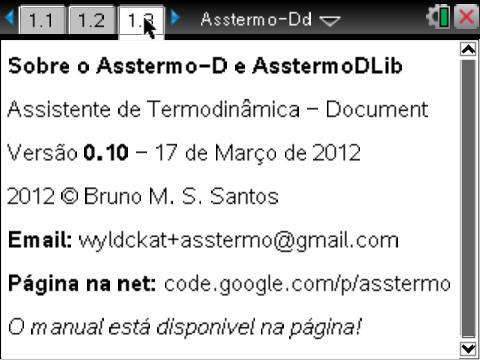 1.1 1.2 1.3 Asstermo-Dd
Sobre o Asstermo-D e AsstermoDLib
Assistente de Termodinâmica – Document
Versão 0.10 – 17 de Março de 2012
2012 © Bruno M. S. Santos
Email: wyldckat+asstermo@gmail.com
Página na net: code.google.com/p/asstermo
O manual está disponivel na página!